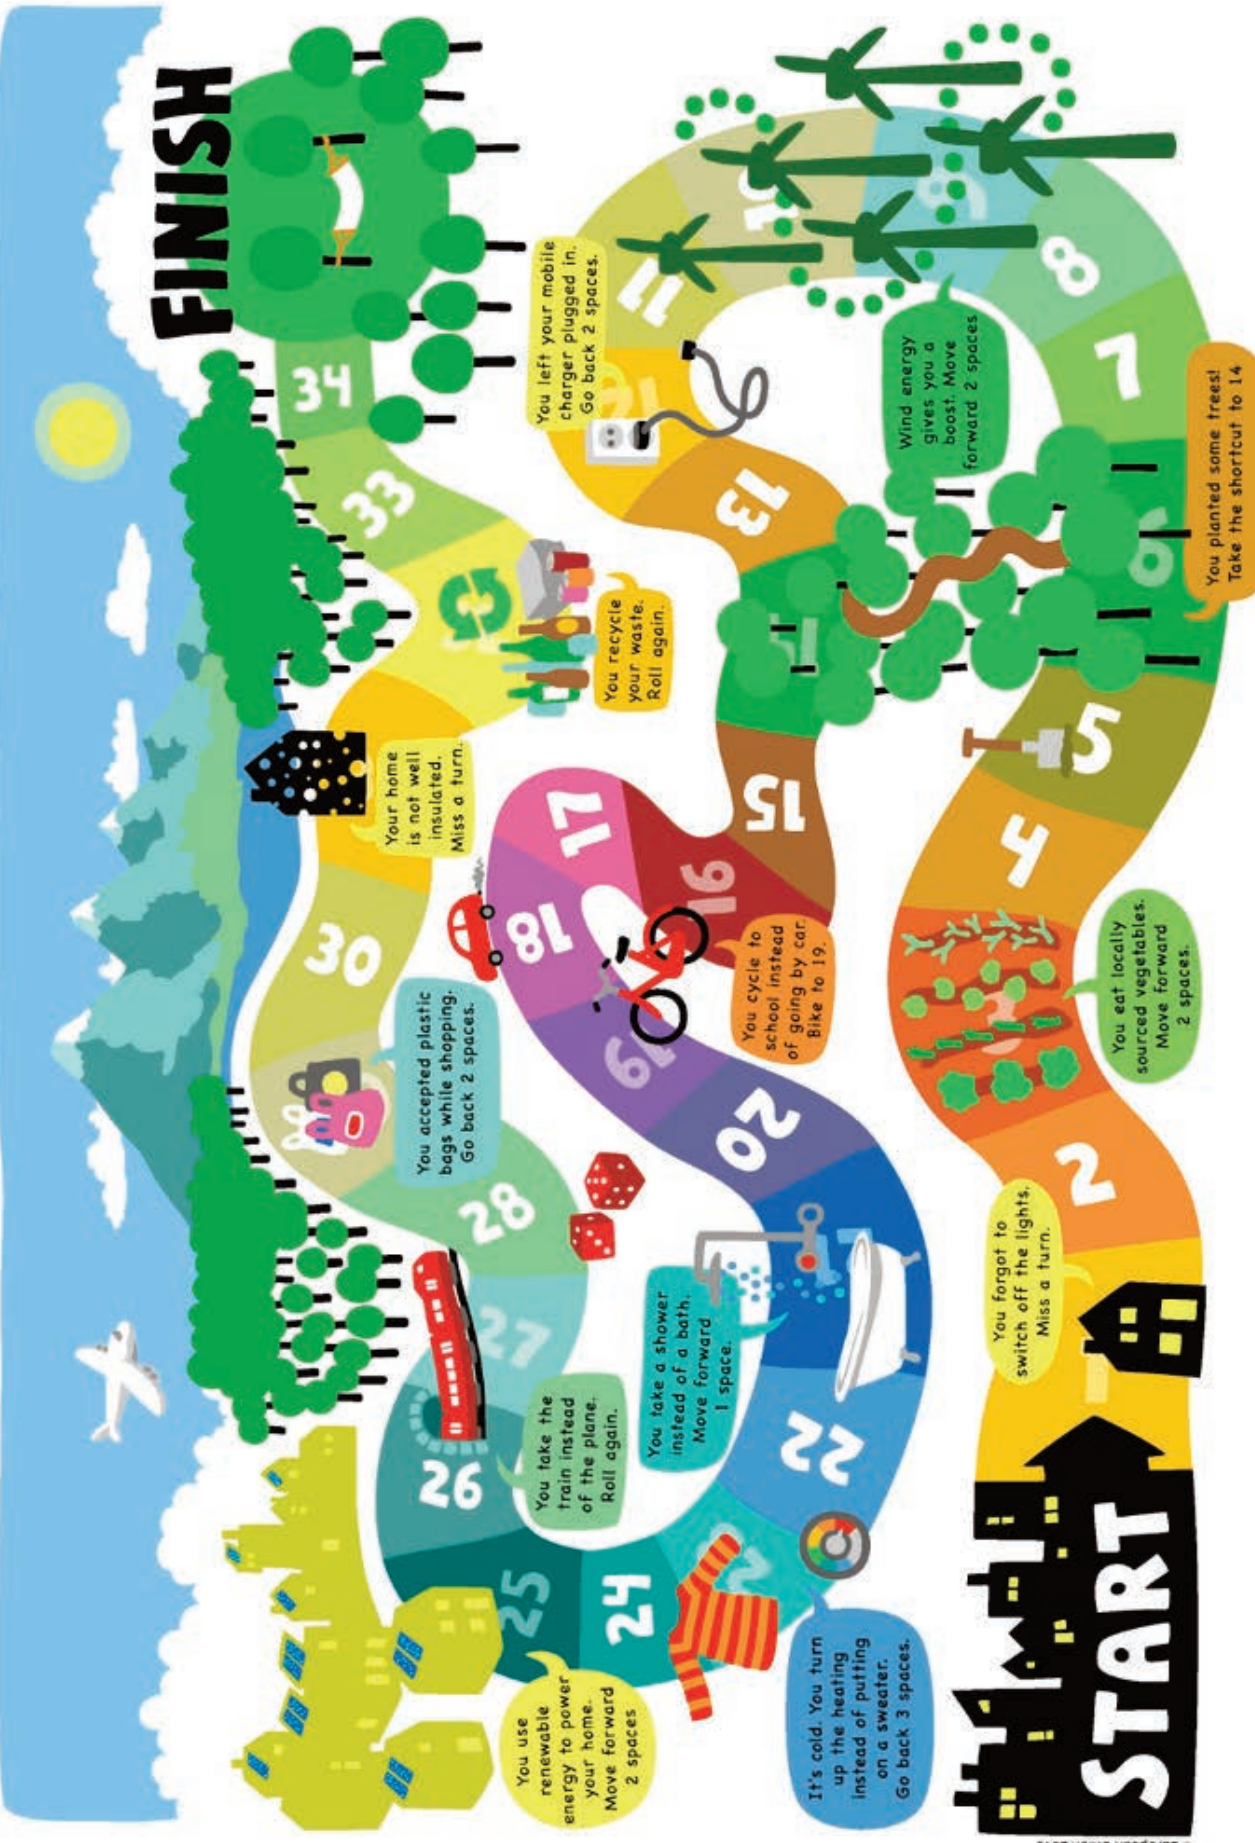 FINISH
34
33
You recycle
your waste.
Roll again.
Your home
is not well
insulated.
Miss a turn.
30
You accepted plastic
bags while shopping.
Go back 2 spaces.
28
27
You take the
train instead
of the plane.
Roll again.
26
25
You use
renewable
energy to power
your home.
Move forward
2 spaces
24
It's cold. You turn
up the heating
instead of putting
on a sweater.
Go back 3 spaces.
22
You take a shower
instead of a bath.
Move forward
1 space.
20
19
18
17
16
You cycle to
school instead
of going by car.
Bike to 19.
15
13
You left your mobile
charger plugged in.
Go back 2 spaces.
11
10
9
Wind energy
gives you a
boost. Move
forward 2 spaces
8
7
6
You planted some trees!
Take the shortcut to 14
5
4
You eat locally
sourced vegetables.
Move forward
2 spaces.
2
You forgot to
switch off the lights.
Miss a turn.
1
START